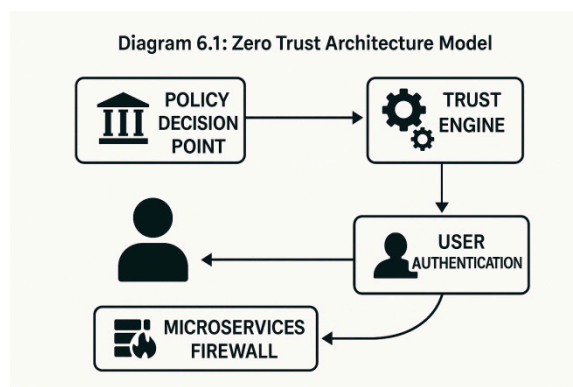 Diagram 6.1: Zero Trust Architecture Model
POLICY
DECISION
POINT
TRUST
ENGINE
USER
AUTHENTICATION
MICROSERVICES
FIREWALL